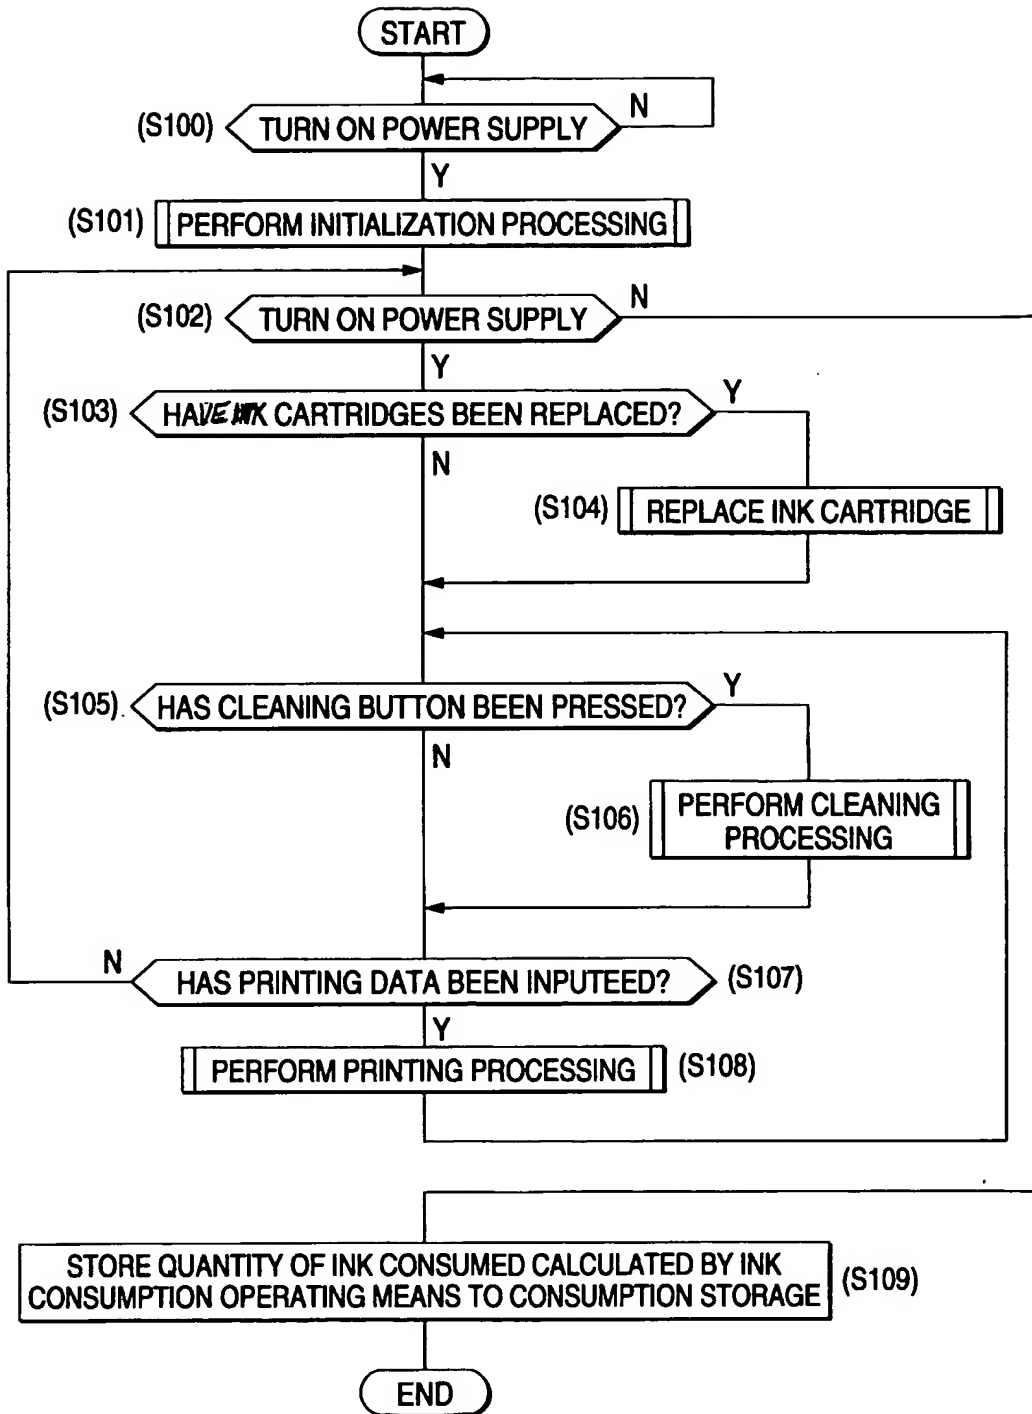 START
N
(S100) TURN ON POWER SUPPLY
Y
(S101) PERFORM INITIALIZATION PROCESSING
N
(S102) TURN ON POWER SUPPLY
Y
(S103) HAVE INK CARTRIDGES BEEN REPLACED? Y
N
(S104) REPLACE INK CARTRIDGE
(S105) HAS CLEANING BUTTON BEEN PRESSED? Y
N
(S106) PERFORM CLEANING
PROCESSING
N HAS PRINTING DATA BEEN INPUTEED? (S107)
Y
PERFORM PRINTING PROCESSING (S108)
STORE QUANTITY OF INK CONSUMED CALCULATED BY INK
CONSUMPTION OPERATING MEANS TO CONSUMPTION STORAGE (S109)
END